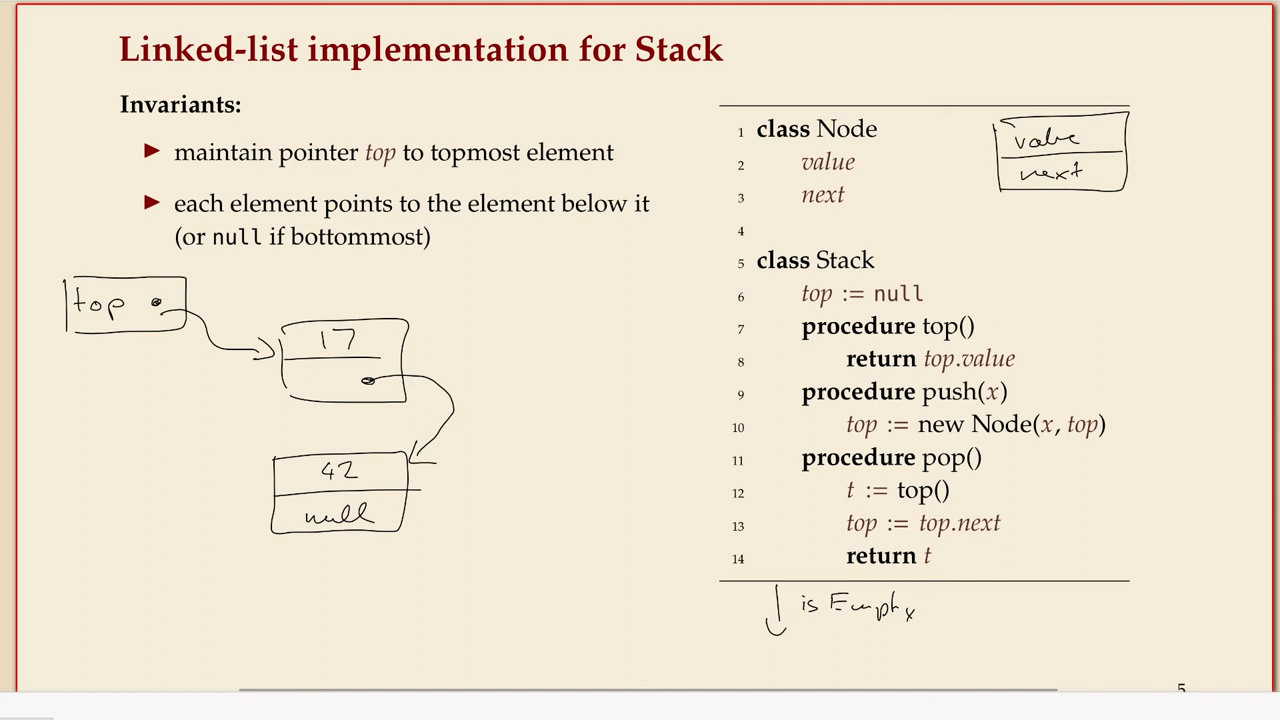 Linked-list implementation for Stack
Invariants:
▶ maintain pointer top to topmost element
▶ each element points to the element below it
(or null if bottommost)
top
17
42
null
1 class Node
2 value
3 next
4
5 class Stack
6 top := null
7 procedure top()
8 return top.value
9 procedure push(x)
10 top := new Node(x, top)
11 procedure pop()
12 t := top()
13 top := top.next
14 return t
value
next
is Empty
5